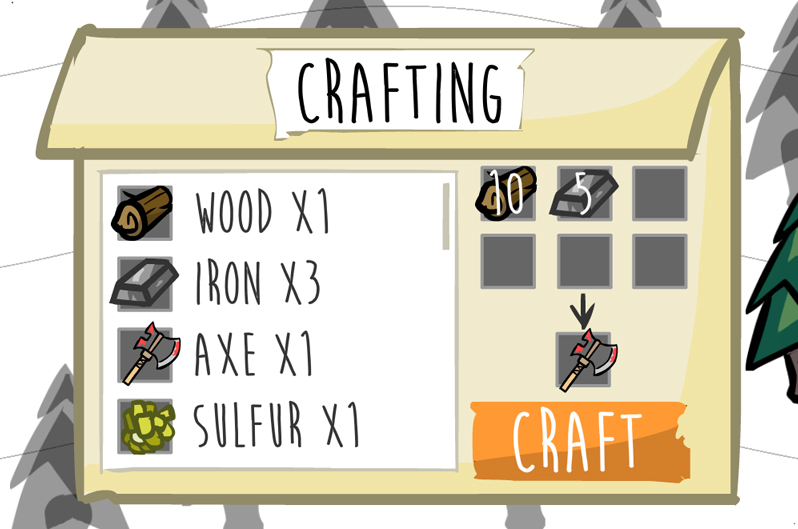 CRAFTING
WOOD X1
IRON X3
AXE X1
SULFUR X1
10 5
CRAFT